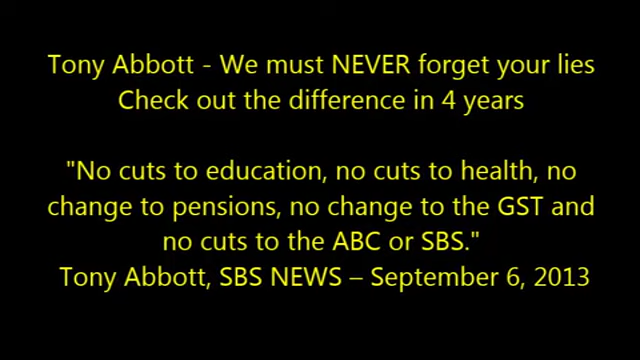 Tony Abbott - We must NEVER forget your lies
Check out the difference in 4 years
"No cuts to education, no cuts to health, no
change to pensions, no change to the GST and
no cuts to the ABC or SBS."
Tony Abbott, SBS NEWS – September 6, 2013